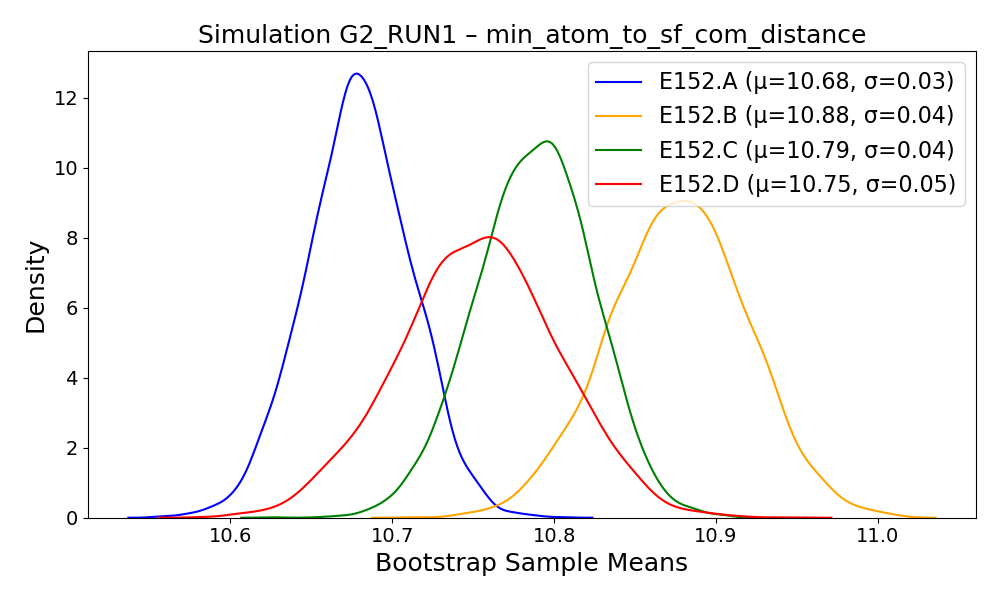 Simulation G2_RUN1 – min_atom_to_sf_com_distance
E152.A (μ=10.68, σ=0.03)
E152.B (μ=10.88, σ=0.04)
E152.C (μ=10.79, σ=0.04)
E152.D (μ=10.75, σ=0.05)
Density
12
10
8
6
4
2
0
10.6 10.7 10.8 10.9 11.0
Bootstrap Sample Means